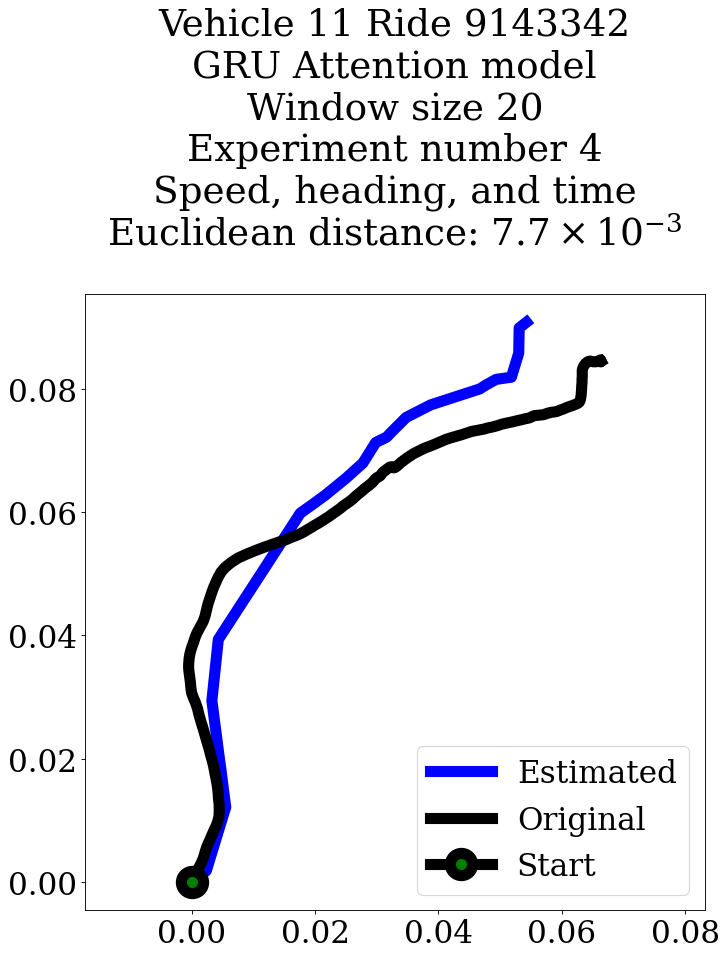 Vehicle 11 Ride 9143342
GRU Attention model
Window size 20
Experiment number 4
Speed, heading, and time
Euclidean distance: 7.7 × 10⁻³
0.08
0.06
0.04
0.02
0.00
Estimated
Original
Start
0.00 0.02 0.04 0.06 0.08